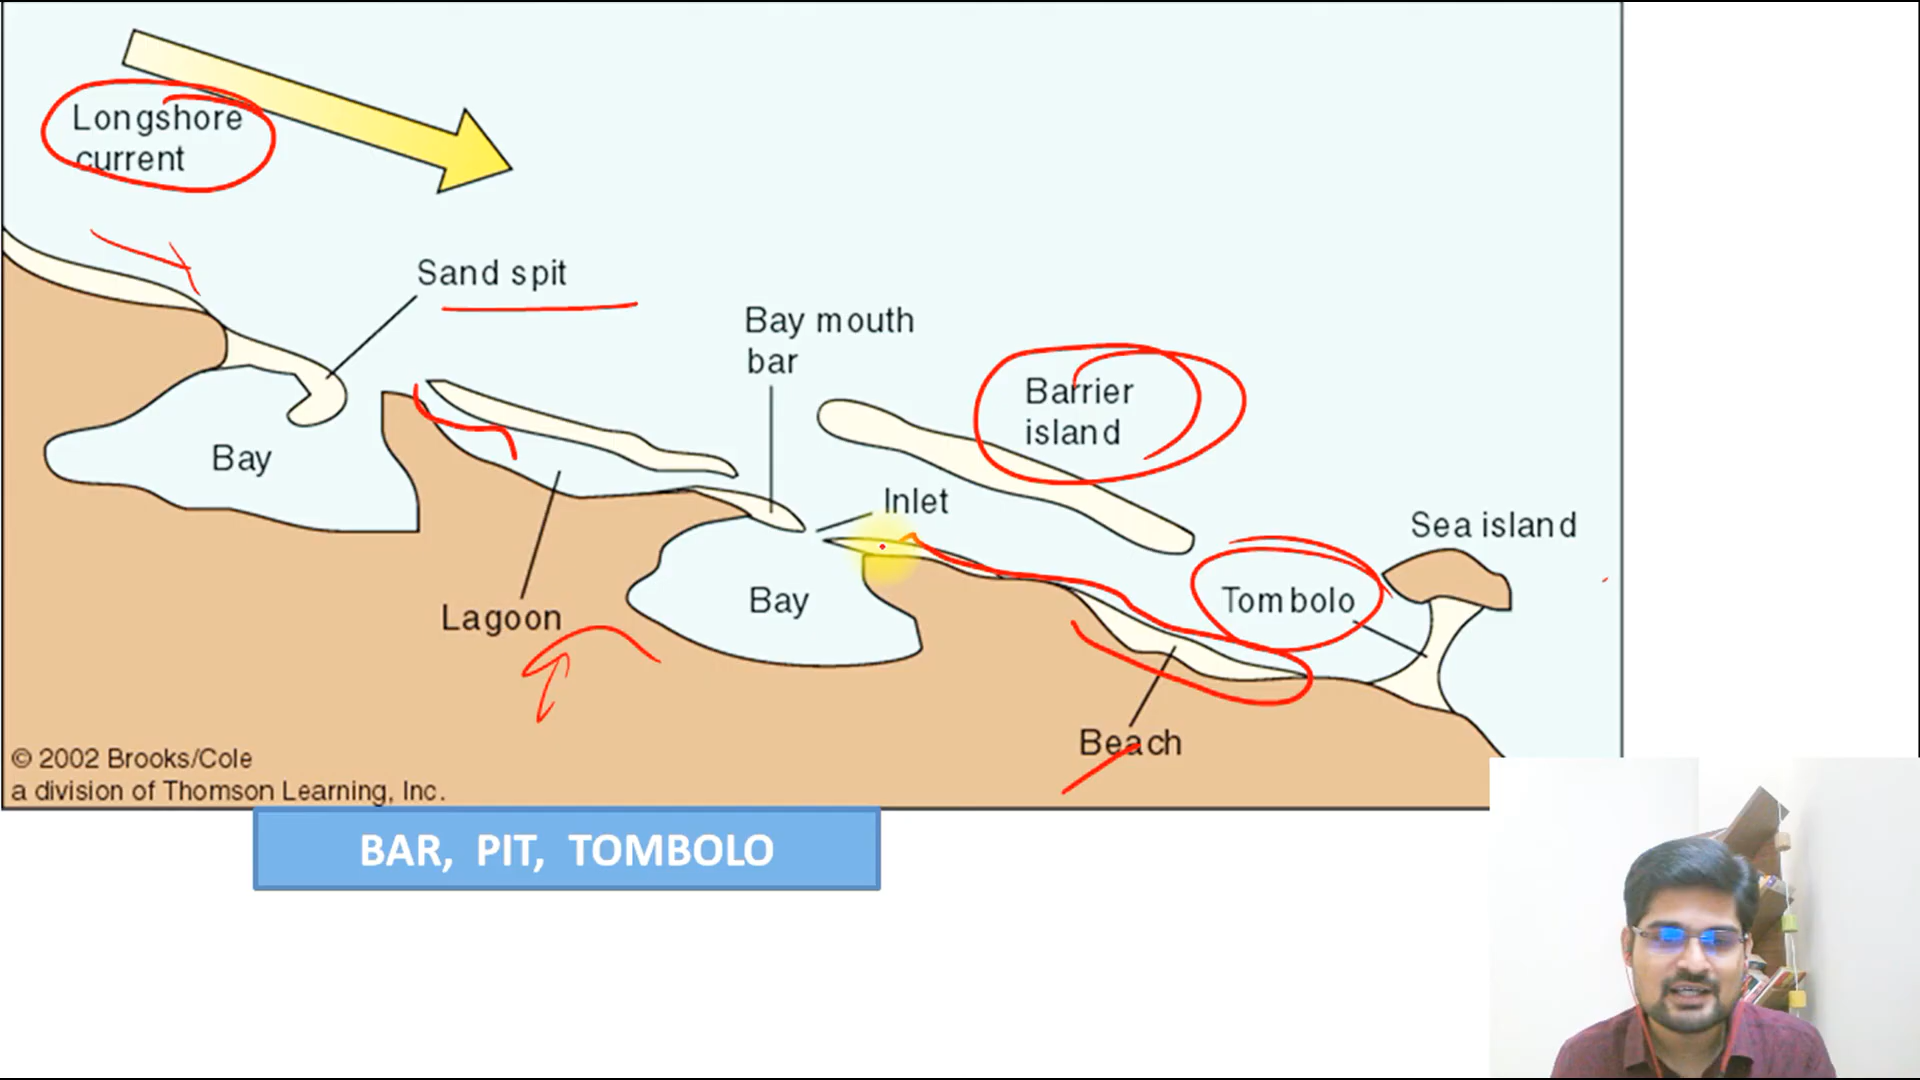 Longshore
current
Sand spit
Bay mouth
bar
Barrier
island
Bay
Inlet
Sea island
Lagoon
Bay
Tombolo
Beach
© 2002 Brooks/Cole
a division of Thomson Learning, Inc.
BAR, PIT, TOMBOLO